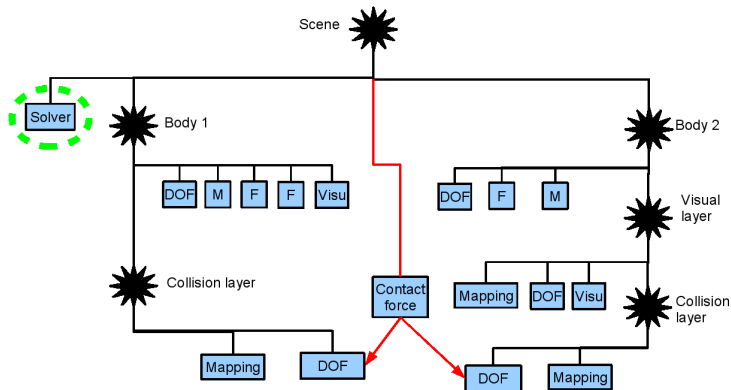 Scene
Solver
Body 1
Body 2
DOF
M
F
F
Visu
DOF
F
M
Visual
layer
Collision layer
Contact
force
Mapping
DOF
Visu
Collision
layer
Mapping
DOF
DOF
Mapping